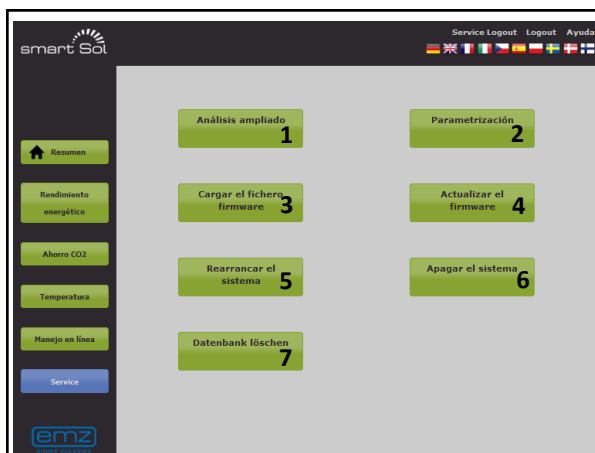 smart Sol
Service Logout Logout Ayuda
Análisis ampliado
1
Parametrización
2
Resumen
Rendimiento
energético
Cargar el fichero
firmware
3
Actualizar el
firmware
4
Ahorro CO2
Rearrancar el
sistema
5
Apagar el sistema
6
Temperatura
Manejo en línea
Datenbank löschen
7
Service
emz
smart solutions